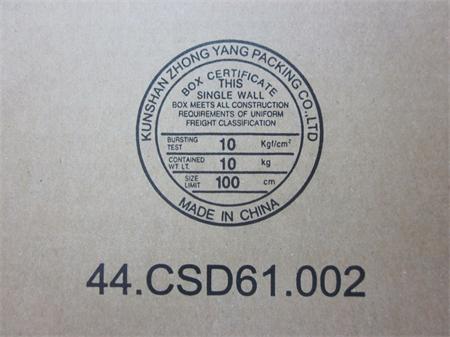 KUNSHAN ZHONG YANG PACKING CO.,LTD
BOX CERTIFICATE
THIS
SINGLE WALL
BOX MEETS ALL CONSTRUCTION
REQUIREMENTS OF UNIFORM
FREIGHT CLASSIFICATION
BURSTING TEST 10 Kgf/cm²
CONTAINED WT LT. 10 kg
SIZE LIMIT 100 cm
MADE IN CHINA
44.CSD61.002